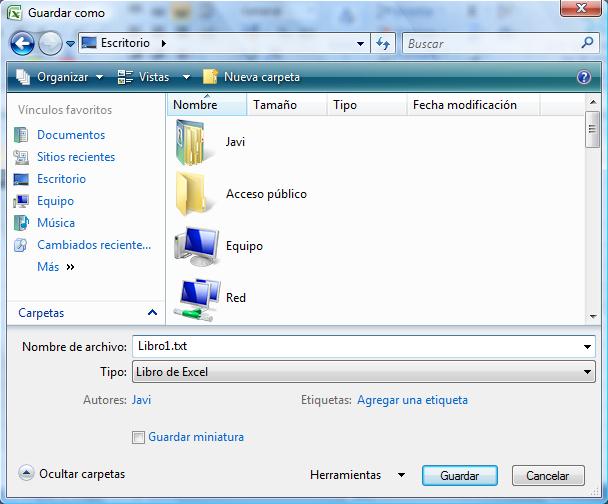 Guardar como
Escritorio
Buscar
Organizar Vistas Nueva carpeta ?
Vínculos favoritos
Documentos
Sitios recientes
Escritorio
Equipo
Música
Cambiados reciente...
Más »
Carpetas
Nombre Tamaño Tipo Fecha modificación
Javi
Acceso público
Equipo
Red
Nombre de archivo: Libro1.txt
Tipo: Libro de Excel
Autores: Javi Etiquetas: Agregar una etiqueta
Guardar miniatura
Ocultar carpetas Herramientas Guardar Cancelar